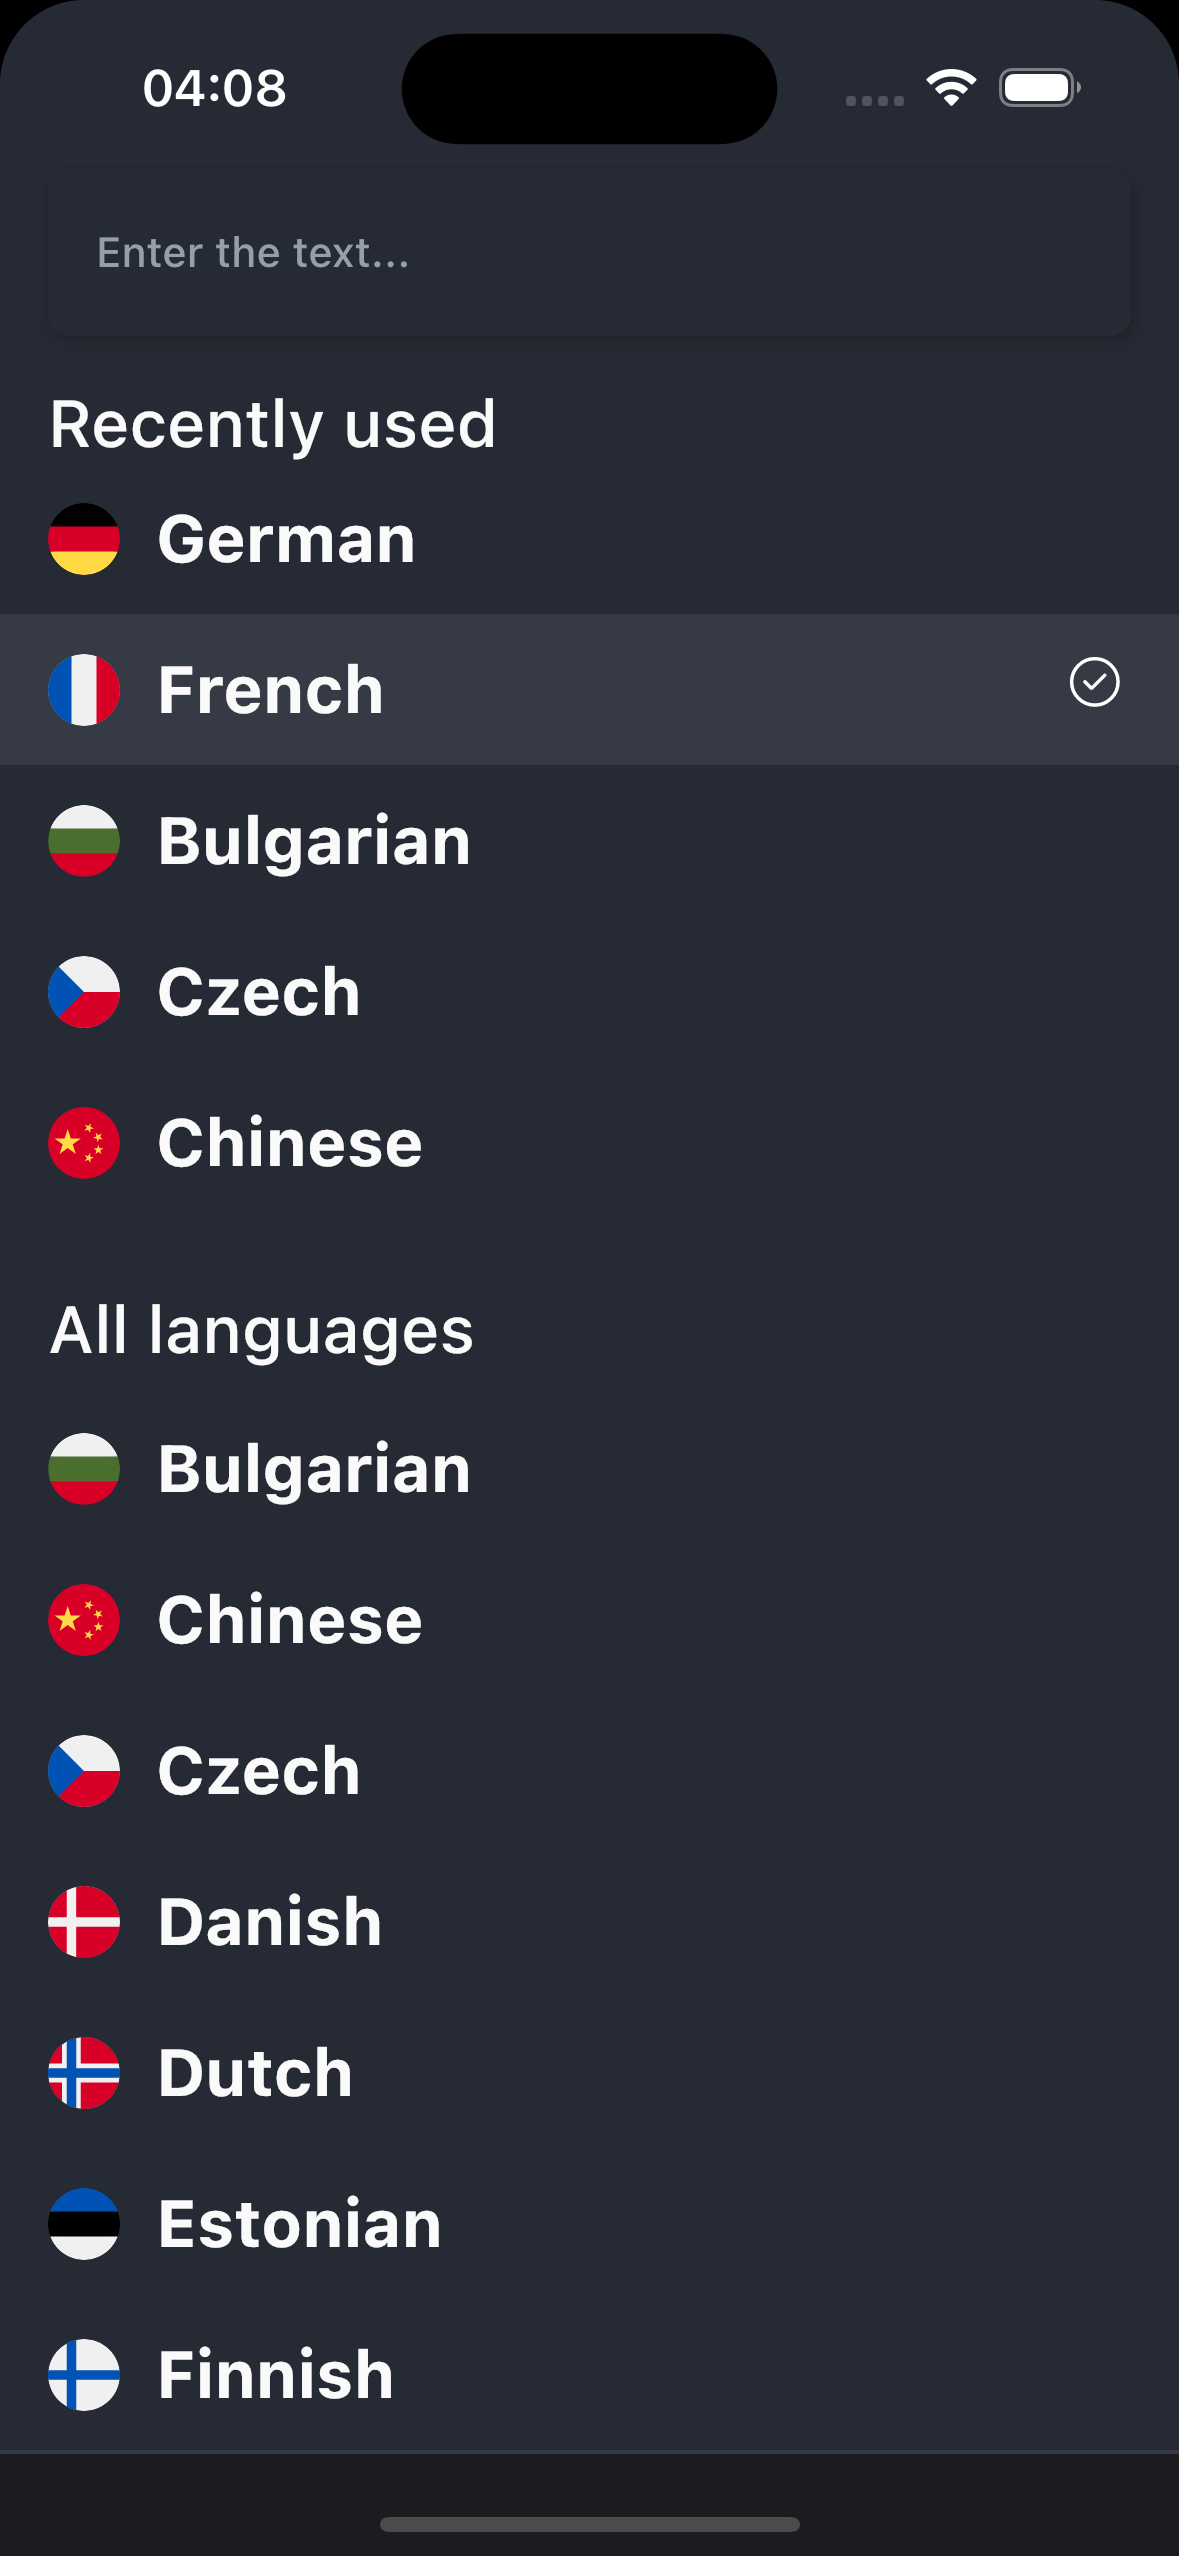 04:08
Enter the text...
Recently used
German
French
Bulgarian
Czech
Chinese
All languages
Bulgarian
Chinese
Czech
Danish
Dutch
Estonian
Finnish